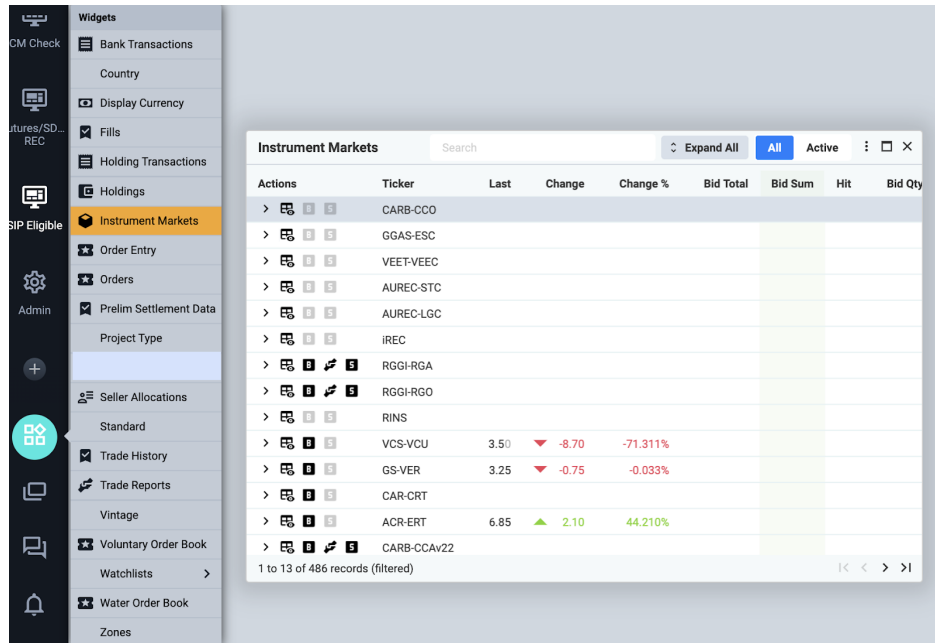 CM Check
utures/SD...
REC
SIP Eligible
Admin
Widgets
Bank Transactions
Country
Display Currency
Fills
Holding Transactions
Holdings
Instrument Markets
Order Entry
Orders
Prelim Settlement Data
Project Type
Seller Allocations
Standard
Trade History
Trade Reports
Vintage
Voluntary Order Book
Watchlists
Water Order Book
Zones
Instrument Markets Search Expand All All Active
Actions Ticker Last Change Change % Bid Total Bid Sum Hit Bid Qty
B S CARB-CCO
B S GGAS-ESC
B S VEET-VEEC
B S AUREC-STC
B S AUREC-LGC
B S iREC
B S RGGI-RGA
B S RGGI-RGO
B S RINS
B S VCS-VCU 3.50 -8.70 -71.311%
B S GS-VER 3.25 -0.75 -0.033%
B S CAR-CRT
B S ACR-ERT 6.85 2.10 44.210%
B S CARB-CCAv22
1 to 13 of 486 records (filtered)